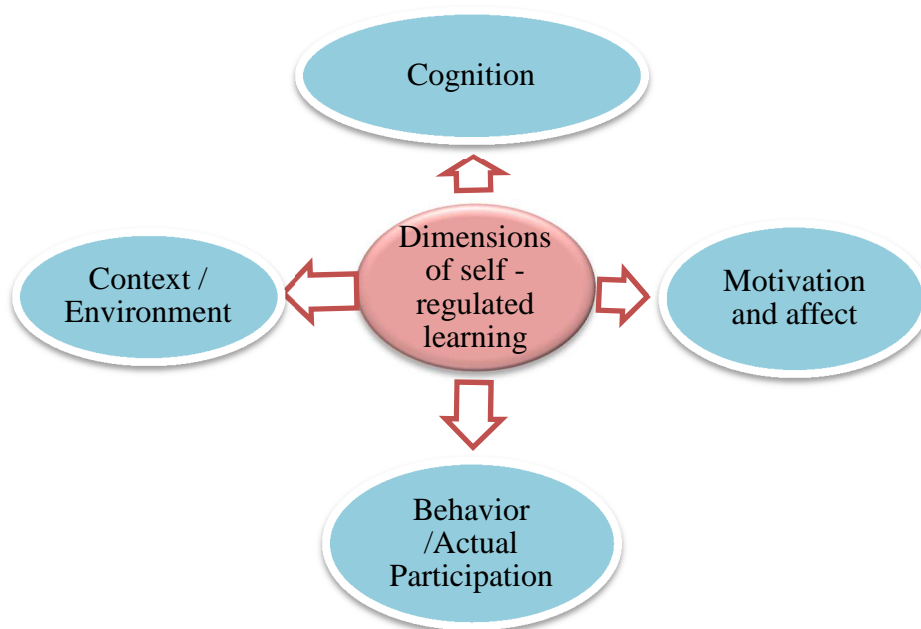 Cognition
Dimensions
of self -
regulated
learning
Context /
Environment
Motivation
and affect
Behavior
/Actual
Participation